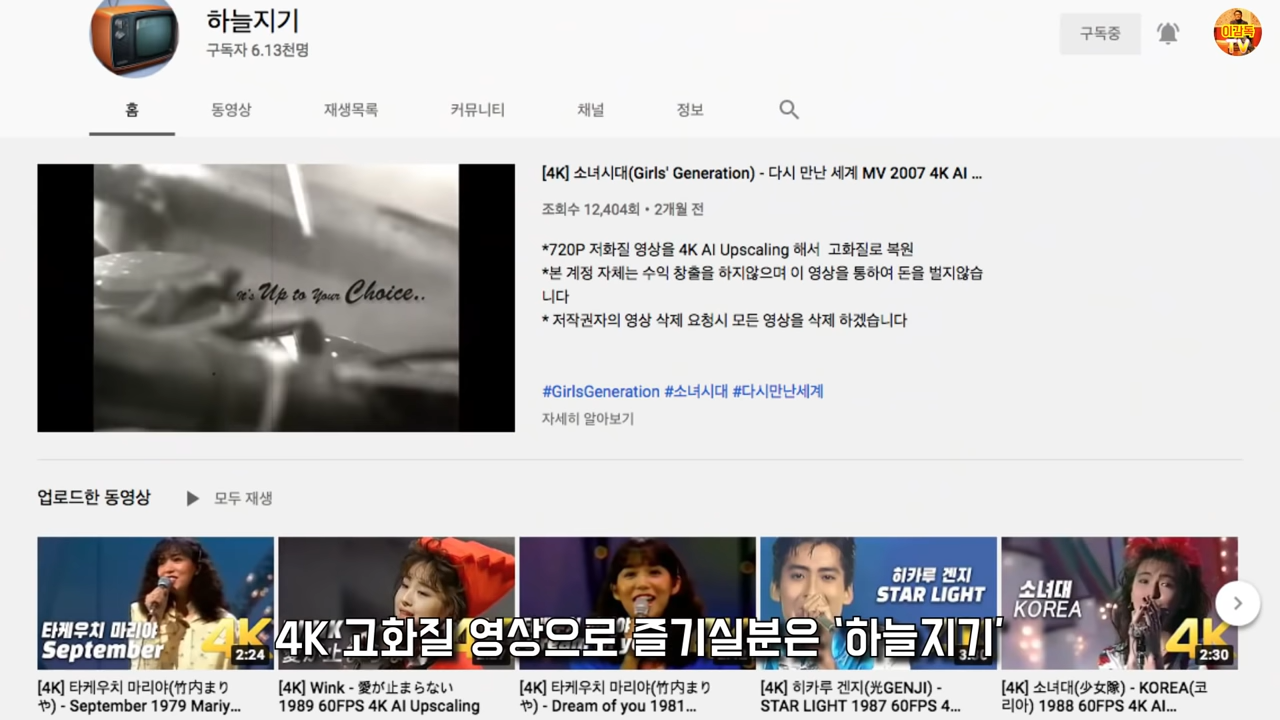 하늘지기
구독자 6.13천명
구독중
이감독
TV
홈
동영상
재생목록
커뮤니티
채널
정보
It's Up to Your Choice..
[4K] 소녀시대(Girls' Generation) - 다시 만난 세계 MV 2007 4K AI ...
조회수 12,404회 • 2개월 전
*720P 저화질 영상을 4K AI Upscaling 해서 고화질로 복원
*본 계정 자체는 수익 창출을 하지않으며 이 영상을 통하여 돈을 벌지않습
니다
* 저작권자의 영상 삭제 요청시 모든 영상을 삭제 하겠습니다
#GirlsGeneration #소녀시대 #다시만난세계
자세히 알아보기
업로드한 동영상
모두 재생
타케우치 마리야
September
4K
2:24
히카루 겐지
STAR LIGHT
소녀대
KOREA
4K
2:30
4K 고화질 영상으로 즐기실분은 '하늘지기'
[4K] 타케우치 마리야(竹内まり
や) - September 1979 Mariy...
[4K] Wink - 愛が止まらない
1989 60FPS 4K AI Upscaling
[4K] 타케우치 마리야(竹内まり
や) - Dream of you 1981...
[4K] 히카루 겐지(光GENJI) -
STAR LIGHT 1987 60FPS 4...
[4K] 소녀대(少女隊) - KOREA(코
리아) 1988 60FPS 4K AI...